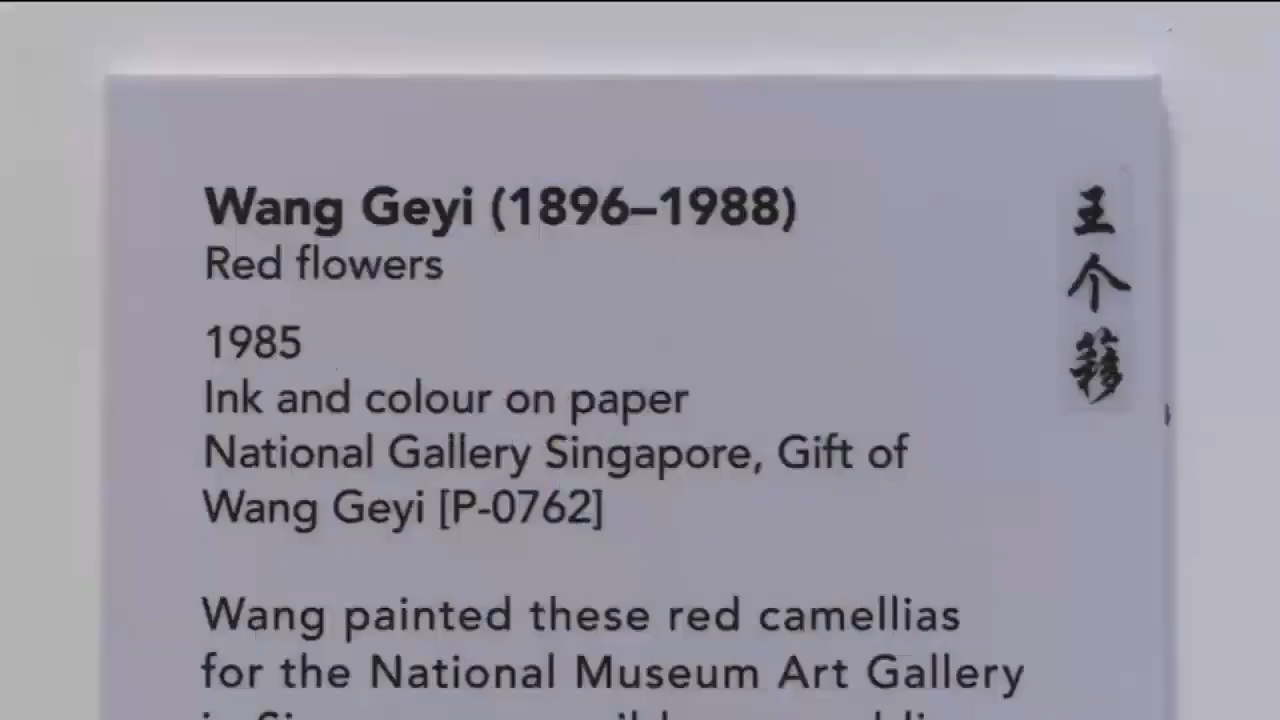 Wang Geyi (1896–1988)
Red flowers
1985
Ink and colour on paper
National Gallery Singapore, Gift of
Wang Geyi [P-0762]
Wang painted these red camellias
for the National Museum Art Gallery
王个簃